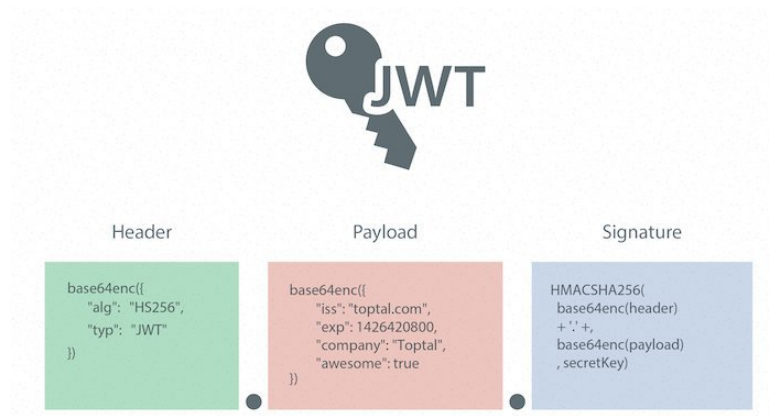 JWT
Header
base64enc({
"alg": "HS256",
"typ": "JWT"
})
Payload
base64enc({
"iss": "toptal.com",
"exp": 1426420800,
"company": "Toptal",
"awesome": true
})
Signature
HMACSHA256(
base64enc(header)
+ '.' +,
base64enc(payload)
, secretKey)